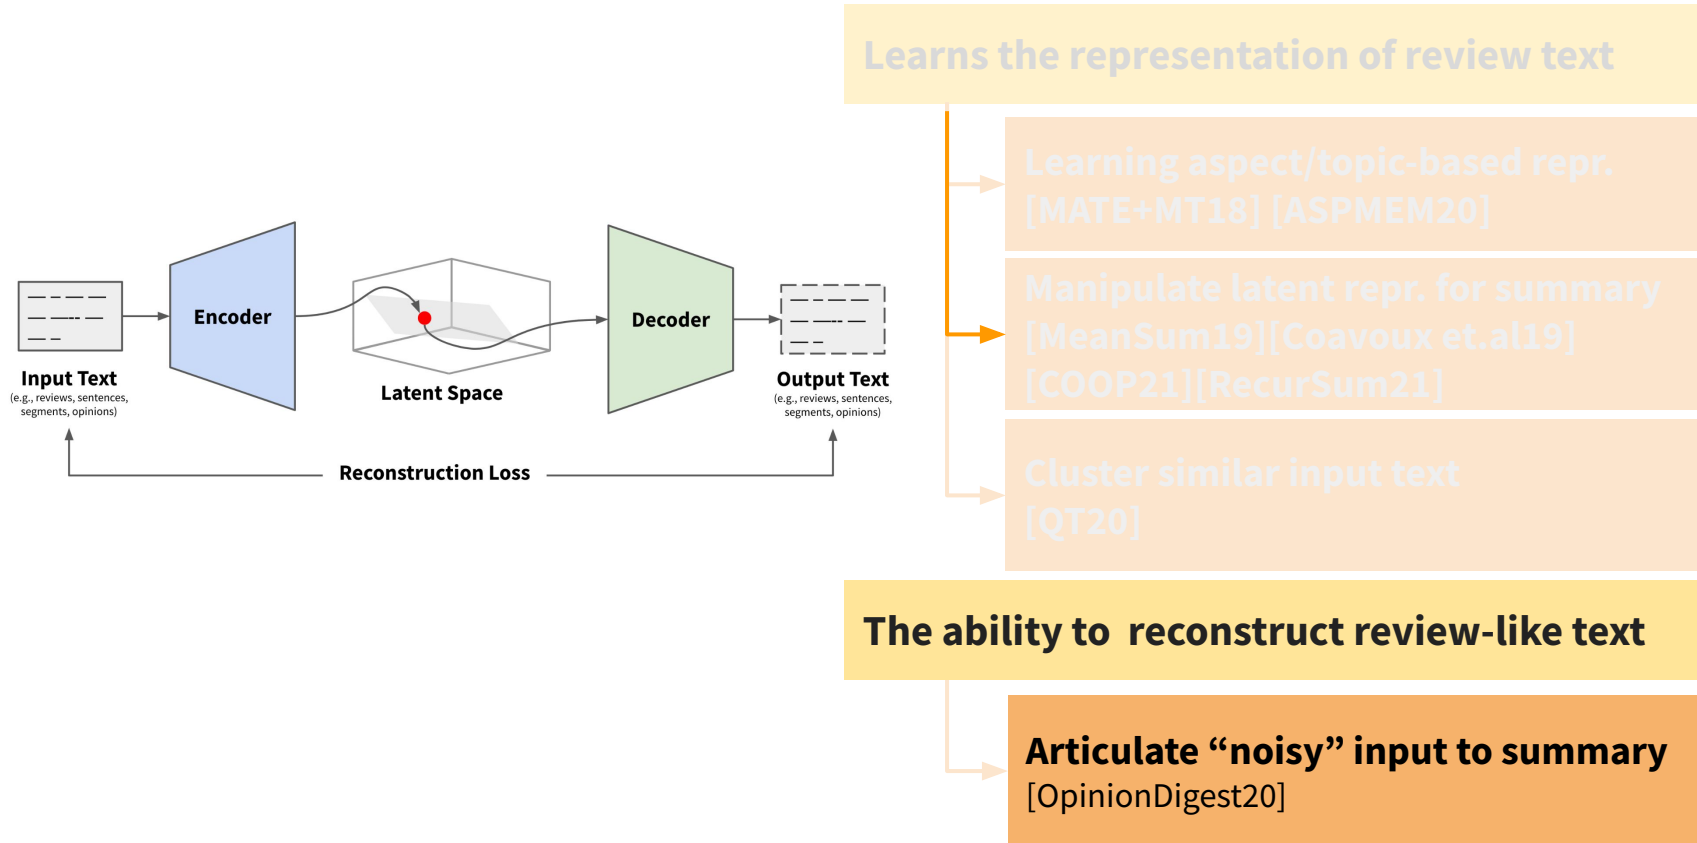 Learns the representation of review text
Learning aspect/topic-based repr.
[MATE+MT18] [ASPMEM20]
Manipulate latent repr. for summary
[MeanSum19][Coavoux et.al19]
[COOP21][RecurSum21]
Cluster similar input text
[QT20]
The ability to reconstruct review-like text
Articulate “noisy” input to summary
[OpinionDigest20]
Encoder
Decoder
Input Text
(e.g., reviews, sentences,
segments, opinions)
Latent Space
Output Text
(e.g., reviews, sentences,
segments, opinions)
Reconstruction Loss